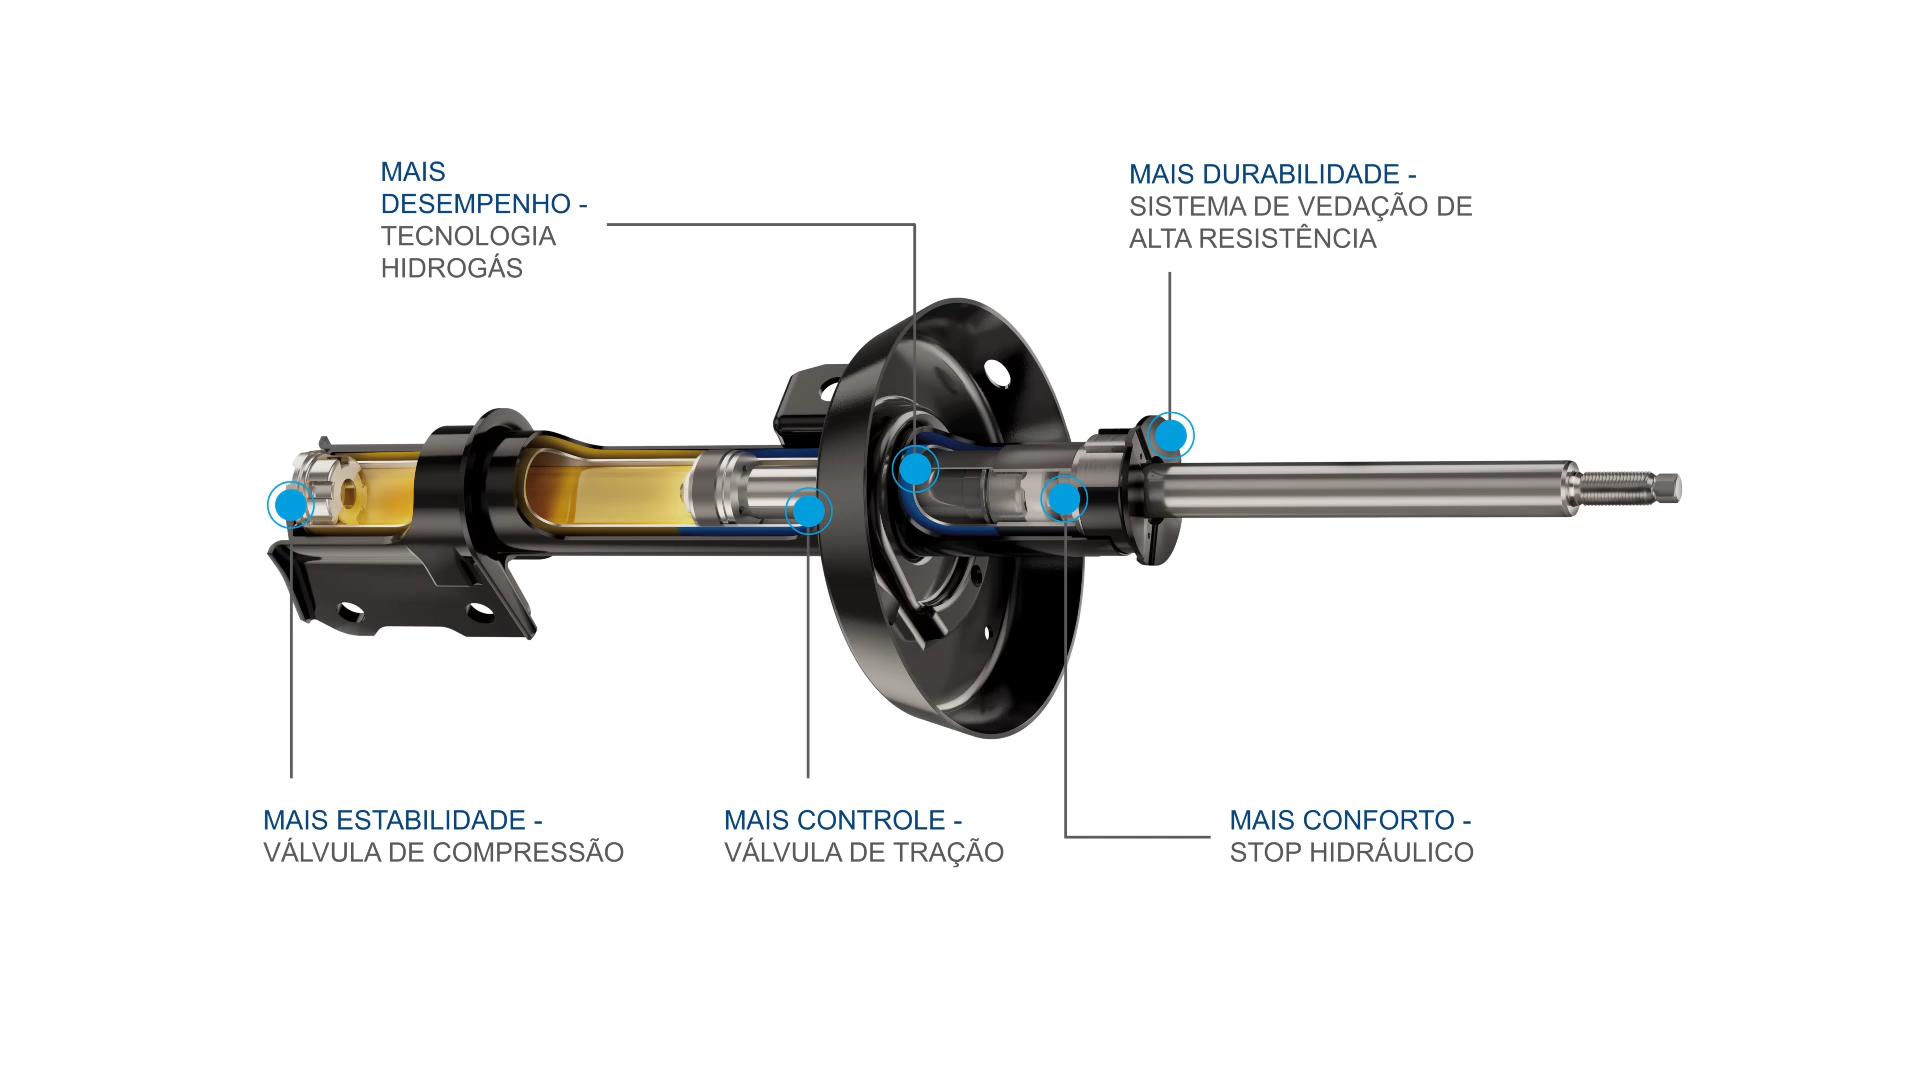 MAIS
DESEMPENHO -
TECNOLOGIA
HIDROGÁS
MAIS DURABILIDADE -
SISTEMA DE VEDAÇÃO DE
ALTA RESISTÊNCIA
MAIS ESTABILIDADE -
VÁLVULA DE COMPRESSÃO
MAIS CONTROLE -
VÁLVULA DE TRAÇÃO
MAIS CONFORTO -
STOP HIDRÁULICO